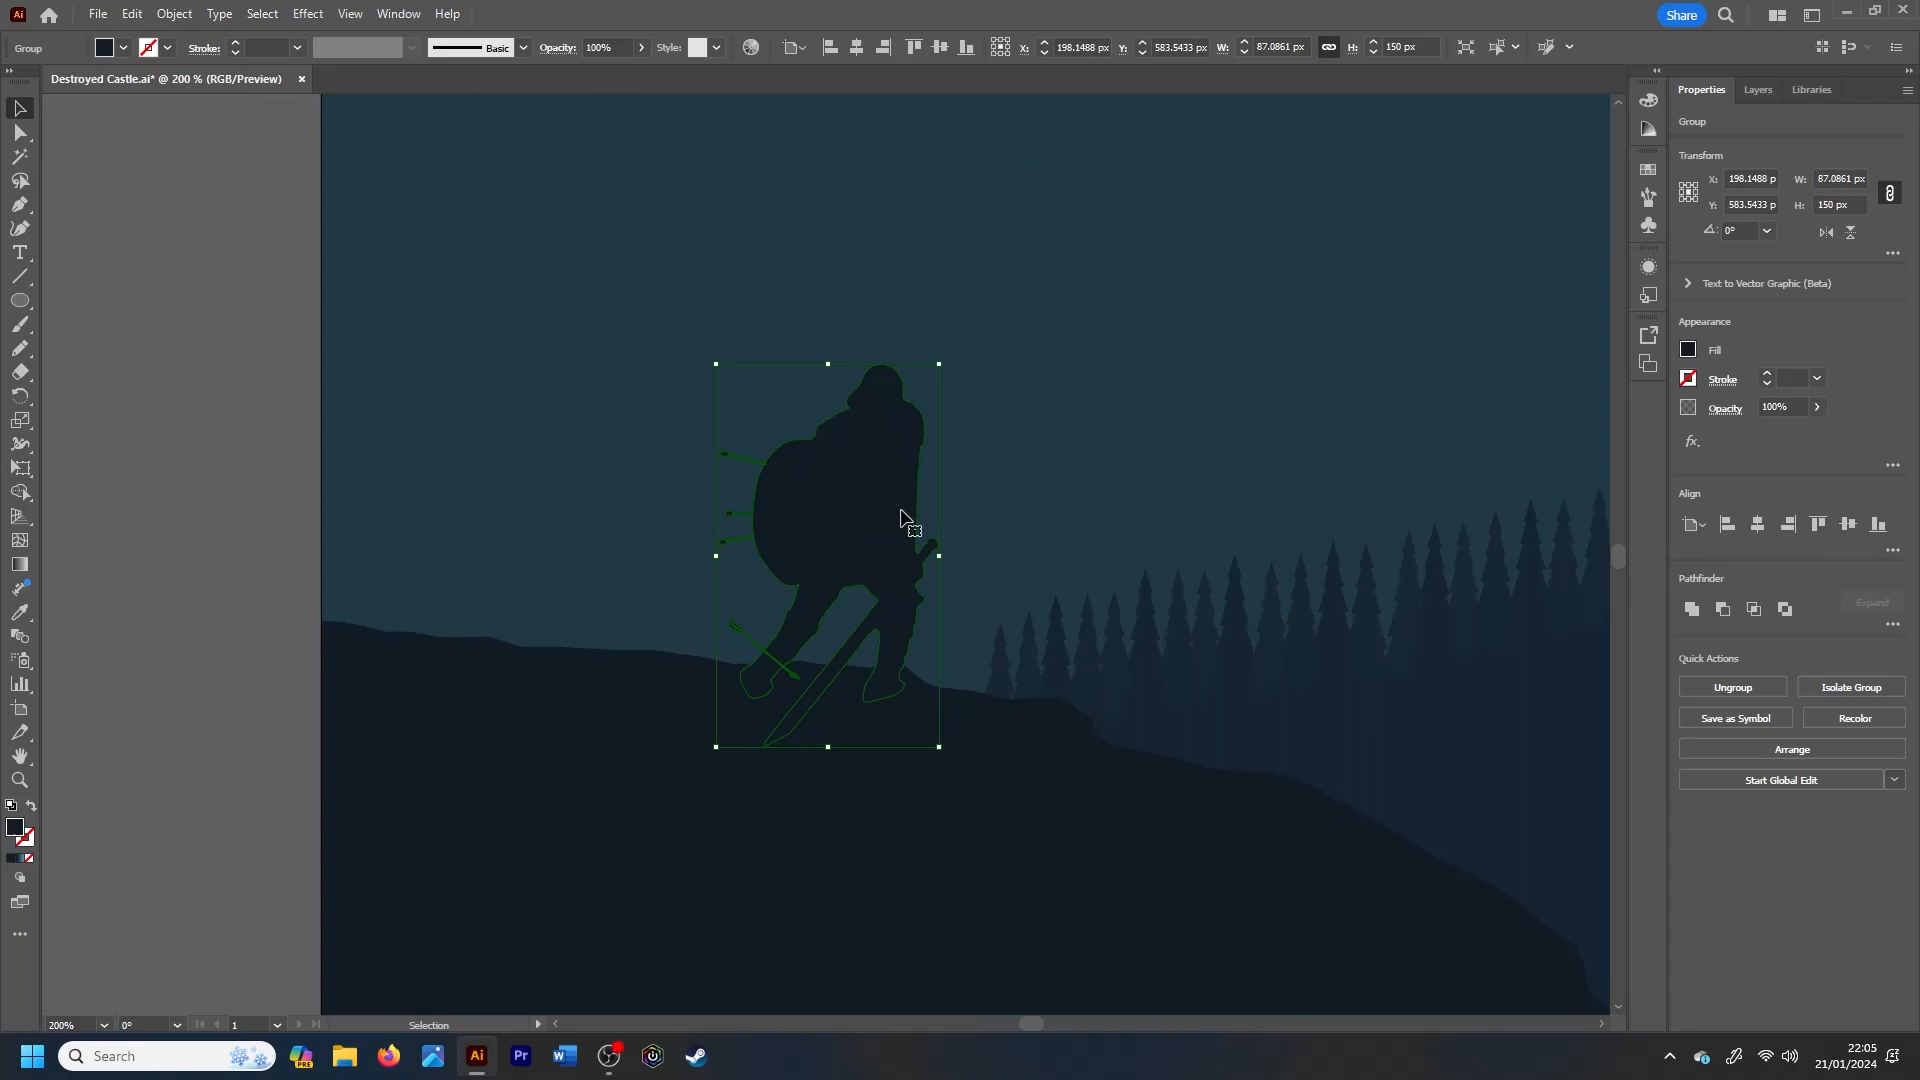 Ai File Edit Object Type Select Effect View Window Help Share
Group Stroke: Basic Opacity: 100% Style: X: 198.1488 px Y: 583.5433 px W: 87.0861 px H: 150 px
Destroyed Castle.ai* @ 200 % (RGB/Preview) ×
Properties Layers Libraries
Group
Transform
X: 198.1488 p W: 87.0861 px
Y: 583.5433 p H: 150 px
0°
Text to Vector Graphic (Beta)
Appearance
Fill
Stroke
Opacity 100%
fx.
Align
Pathfinder
Expand
Quick Actions
Ungroup Isolate Group
Save as Symbol Recolor
Arrange
Start Global Edit
200% 0° 1 Selection
Search PRE Ai Pr W 22:05
21/01/2024